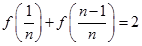 f(1/n) + f((n−1)/n) = 2